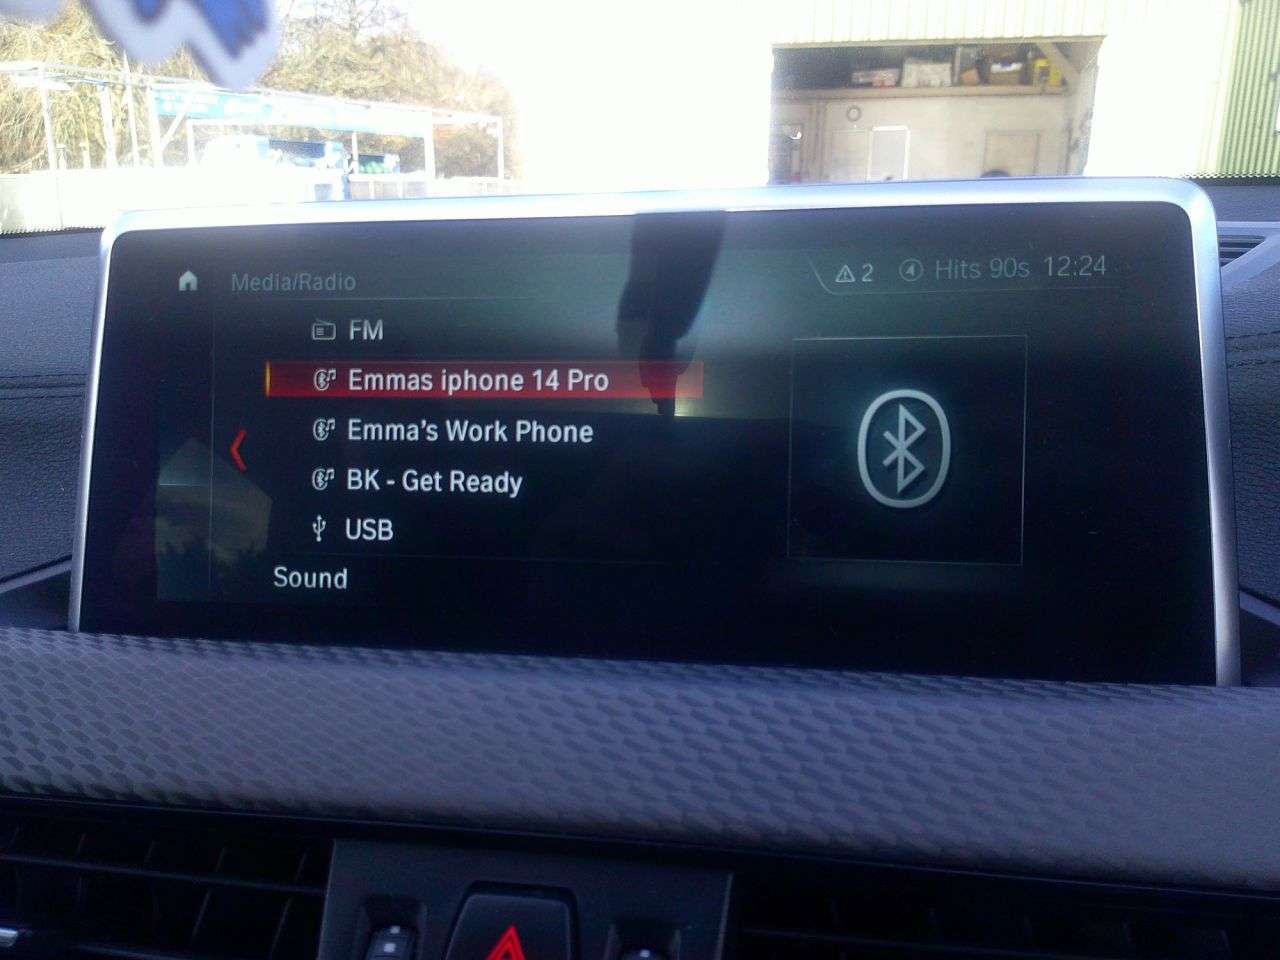 Media/Radio
2 Hits 90s 12:24
FM
Emmas iphone 14 Pro
Emma's Work Phone
BK - Get Ready
USB
Sound